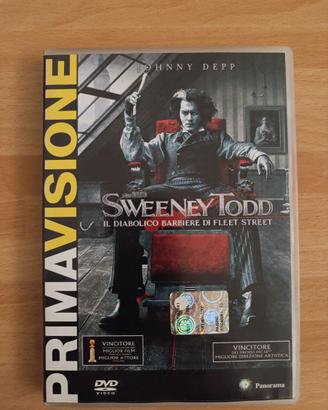 PRIMAVISIONE
JOHNNY DEPP
SWEENEY TODD
IL DIABOLICO BARBIERE DI FLEET STREET
VINCITORE
MIGLIOR FILM
MIGLIOR ATTORE
VINCITORE
MIGLIORE DIREZIONE ARTISTICA
DVD
VIDEO
Panorama